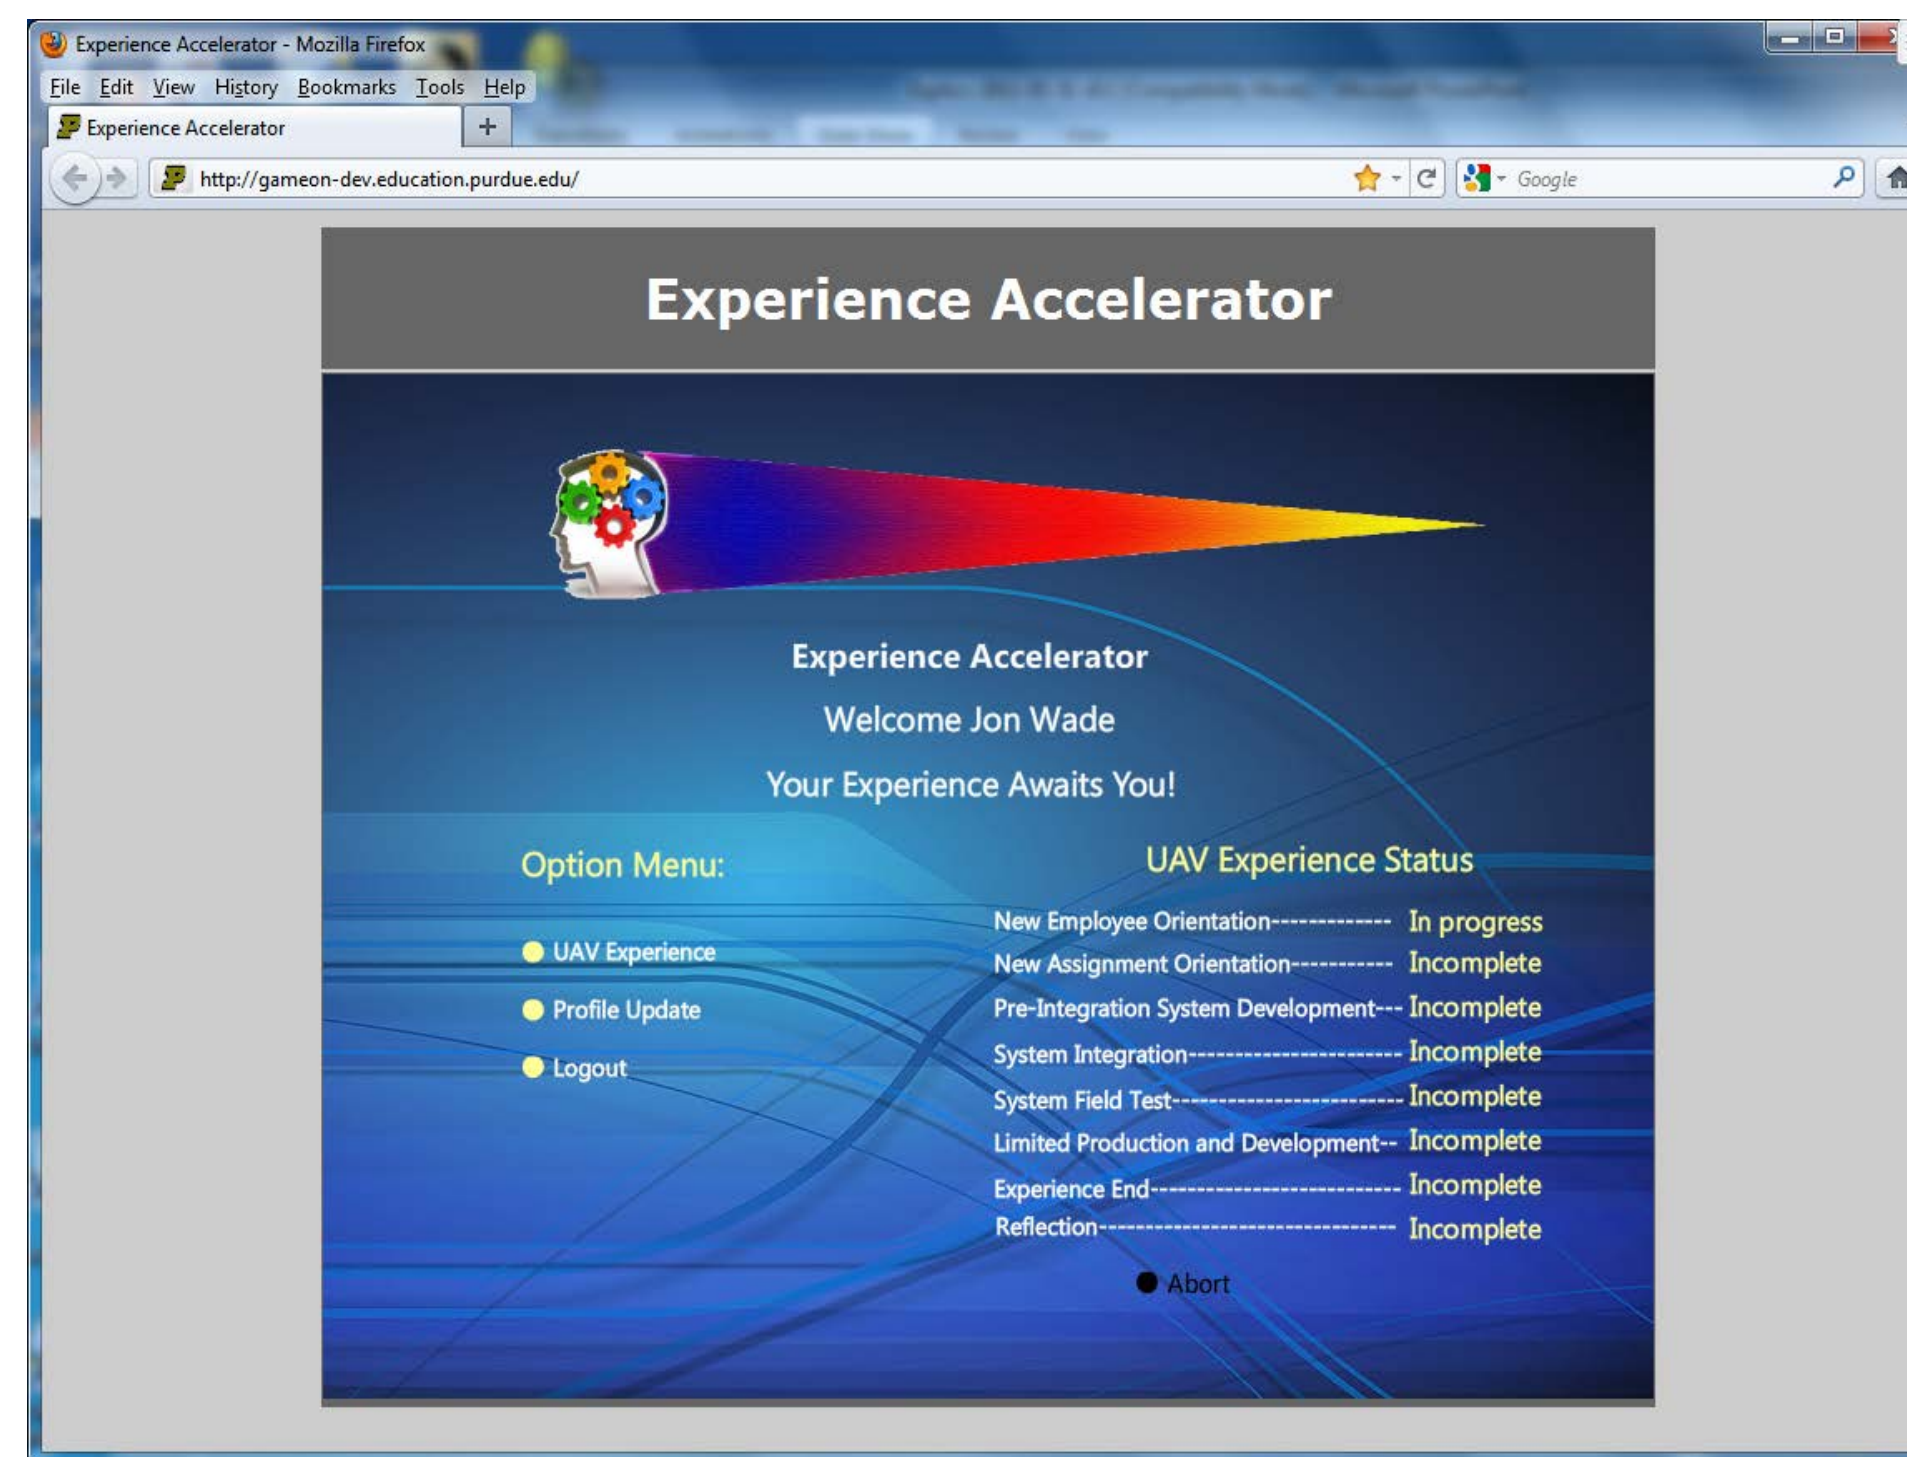 Experience Accelerator - Mozilla Firefox
File Edit View History Bookmarks Tools Help
Experience Accelerator +
http://gameon-dev.education.purdue.edu/ Google
Experience Accelerator
Experience Accelerator
Welcome Jon Wade
Your Experience Awaits You!
Option Menu:
UAV Experience
Profile Update
Logout
UAV Experience Status
New Employee Orientation------------- In progress
New Assignment Orientation----------- Incomplete
Pre-Integration System Development--- Incomplete
System Integration----------------------- Incomplete
System Field Test------------------------- Incomplete
Limited Production and Development-- Incomplete
Experience End--------------------------- Incomplete
Reflection-------------------------------- Incomplete
Abort